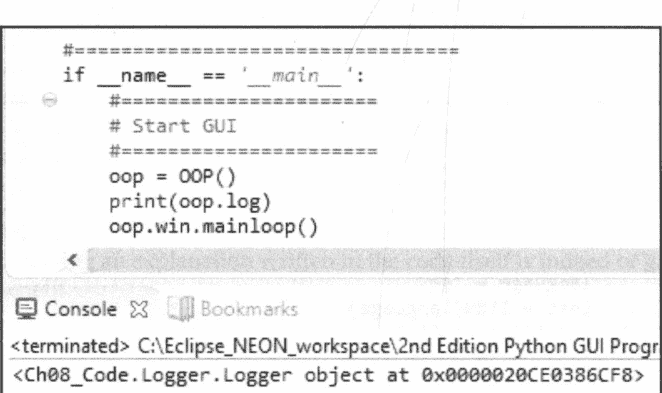 #=================================
if __name__ == '__main__':
#======================
# Start GUI
#======================
oop = OOP()
print(oop.log)
oop.win.mainloop()
Console
Bookmarks
<terminated> C:\Eclipse_NEON_workspace\2nd Edition Python GUI Progr
<Ch08_Code.Logger.Logger object at 0x0000020CE0386CF8>